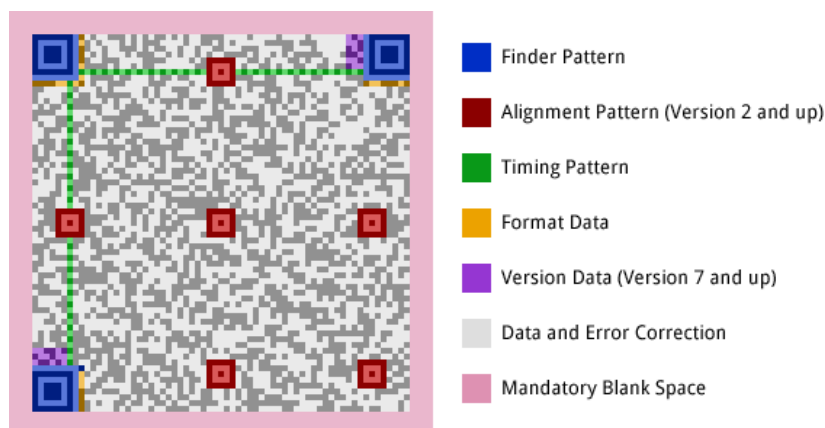 Finder Pattern
Alignment Pattern (Version 2 and up)
Timing Pattern
Format Data
Version Data (Version 7 and up)
Data and Error Correction
Mandatory Blank Space